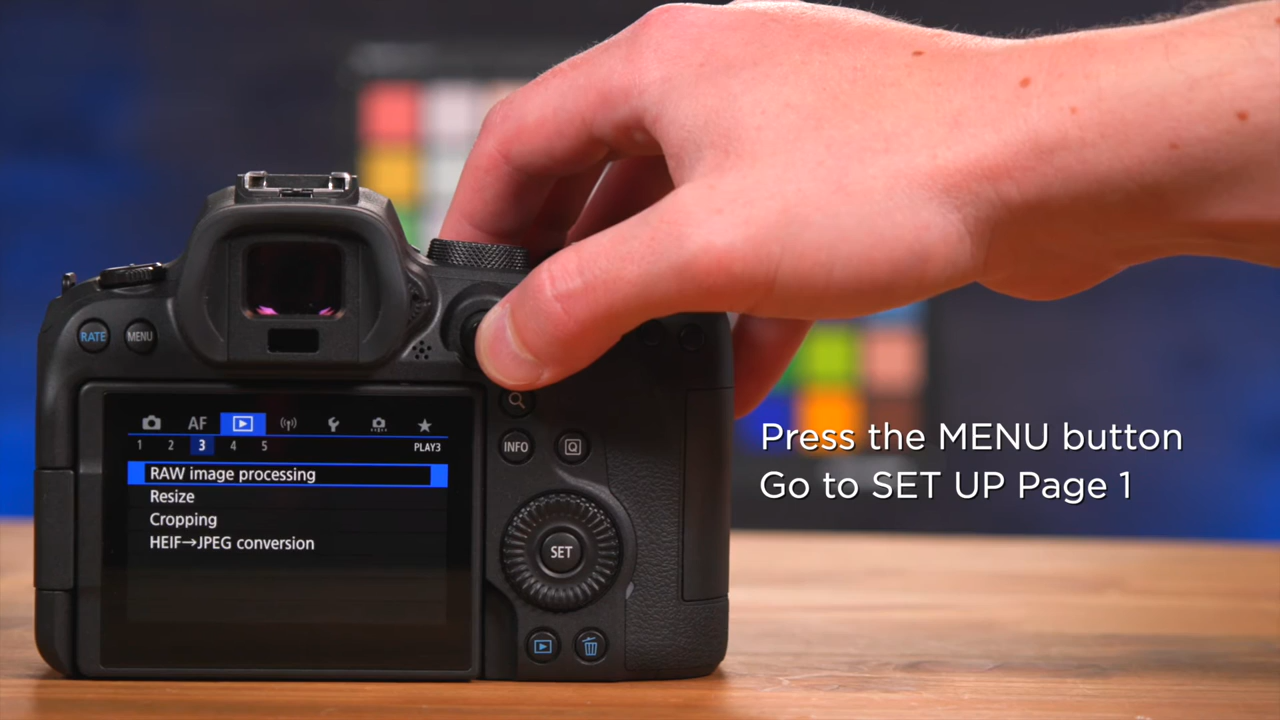 RATE
MENU
AF
1 2 3 4 5
PLAY3
RAW image processing
Resize
Cropping
HEIF→JPEG conversion
INFO
Q
SET
Press the MENU button
Go to SET UP Page 1